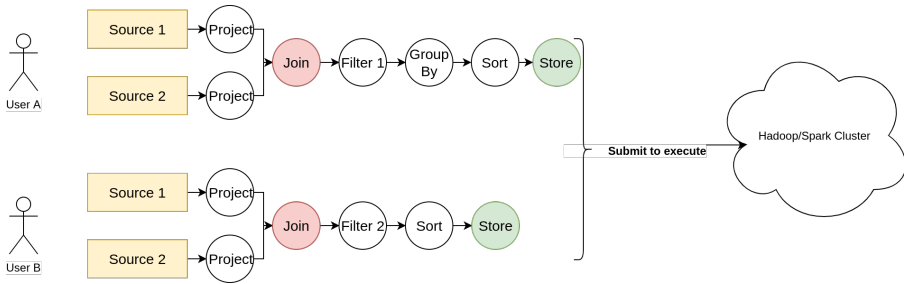 Source 1
Project
Source 2
Project
User A
Join
Filter 1
Group
By
Sort
Store
Submit to execute
Hadoop/Spark Cluster
Source 1
Project
Source 2
Project
User B
Join
Filter 2
Sort
Store